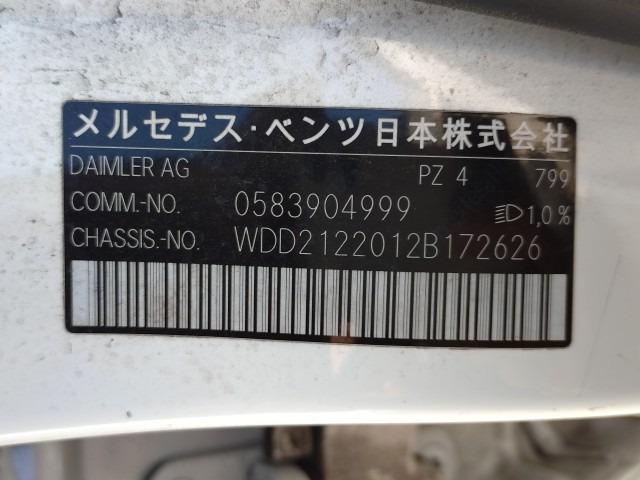 メルセデス・ベンツ日本株式会社
DAIMLER AG PZ 4 799
COMM.-NO. 0583904999 1,0%
CHASSIS.-NO. WDD2122012B172626